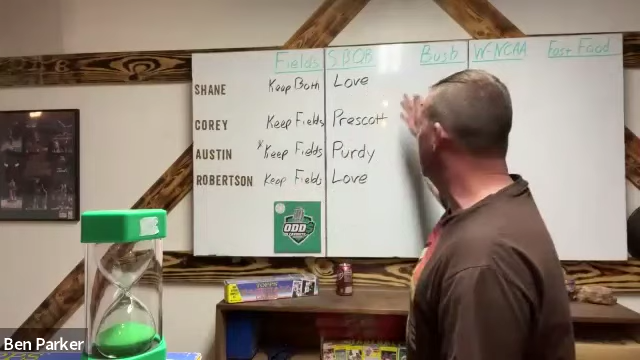 Fields SBQB Bush W-NCAA Fast Food
SHANE Keep Both Love
COREY Keep Fields Prescott
AUSTIN *Keep Fields Purdy
ROBERTSON Keep Fields Love
ODDS
Ben Parker